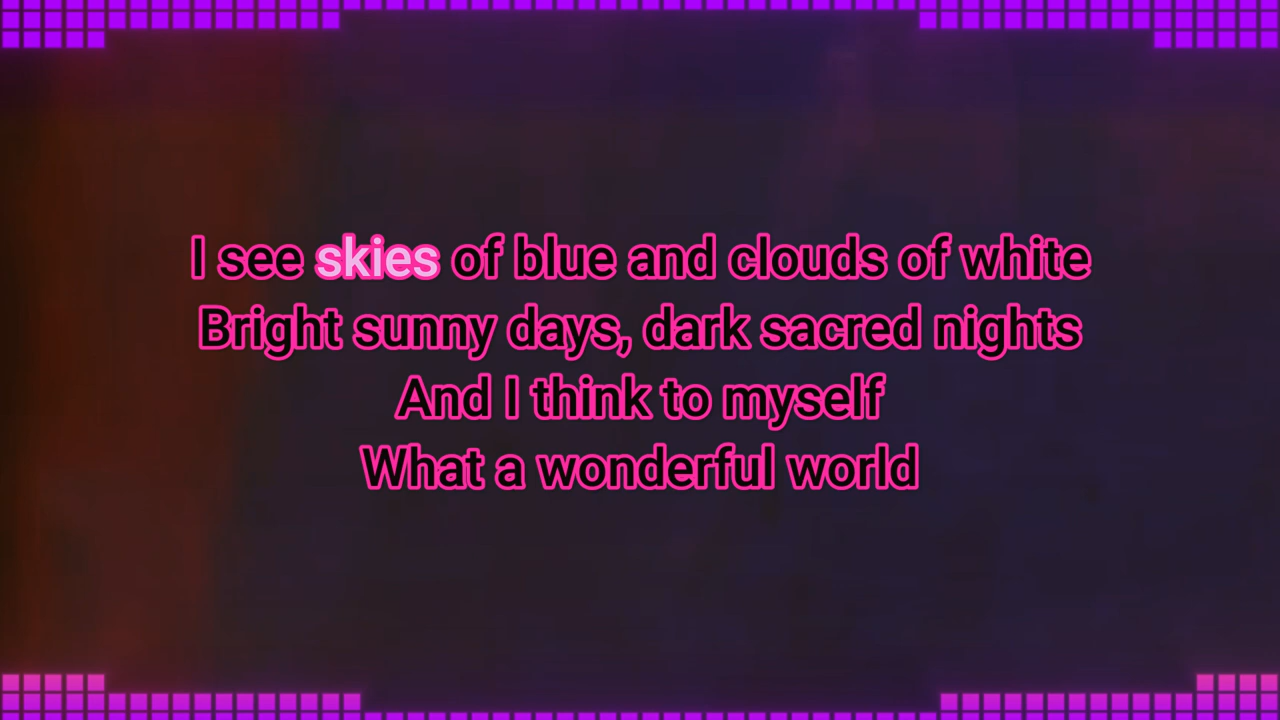 I see skies of blue and clouds of white
Bright sunny days, dark sacred nights
And I think to myself
What a wonderful world